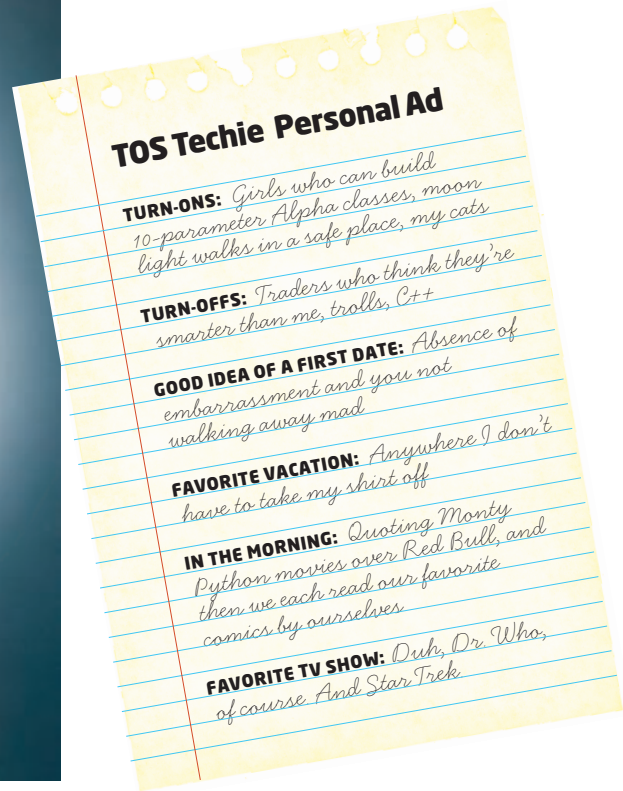 TOS Techie Personal Ad
TURN-ONS: Girls who can build
10-parameter Alpha classes, moon
light walks in a safe place, my cats
TURN-OFFS: Traders who think they're
smarter than me, trolls, C++
GOOD IDEA OF A FIRST DATE: Absence of
embarrassment and you not
walking away mad
FAVORITE VACATION: Anywhere I don't
have to take my shirt off
IN THE MORNING: Quoting Monty
Python movies over Red Bull, and
then we each read our favorite
comics by ourselves
FAVORITE TV SHOW: Duh, Dr. Who,
of course. And Star Trek